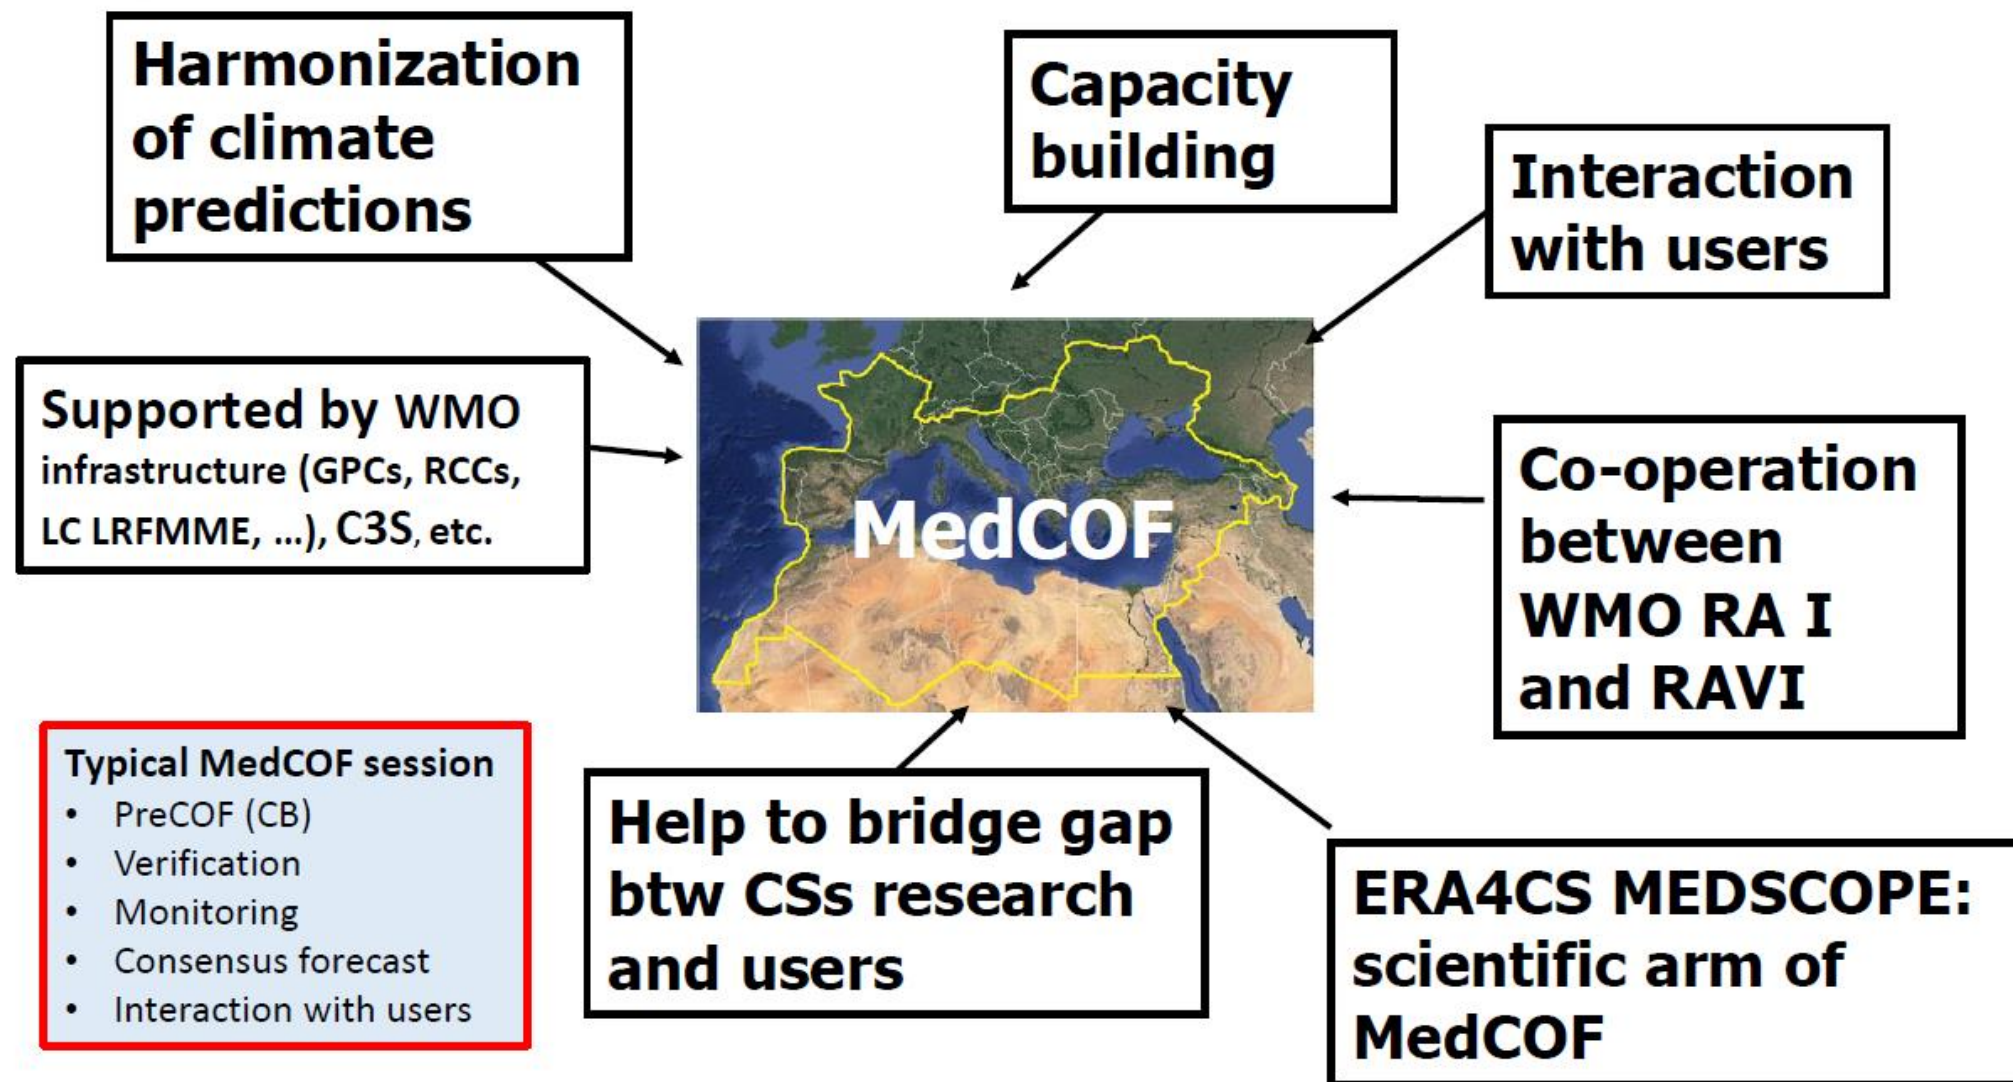 Harmonization
of climate
predictions
Capacity
building
Interaction
with users
Supported by WMO
infrastructure (GPCs, RCCs,
LC LRFMME, ...), C3S, etc.
MedCOF
Co-operation
between
WMO RA I
and RAVI
Typical MedCOF session
• PreCOF (CB)
• Verification
• Monitoring
• Consensus forecast
• Interaction with users
Help to bridge gap
btw CSs research
and users
ERA4CS MEDSCOPE:
scientific arm of
MedCOF